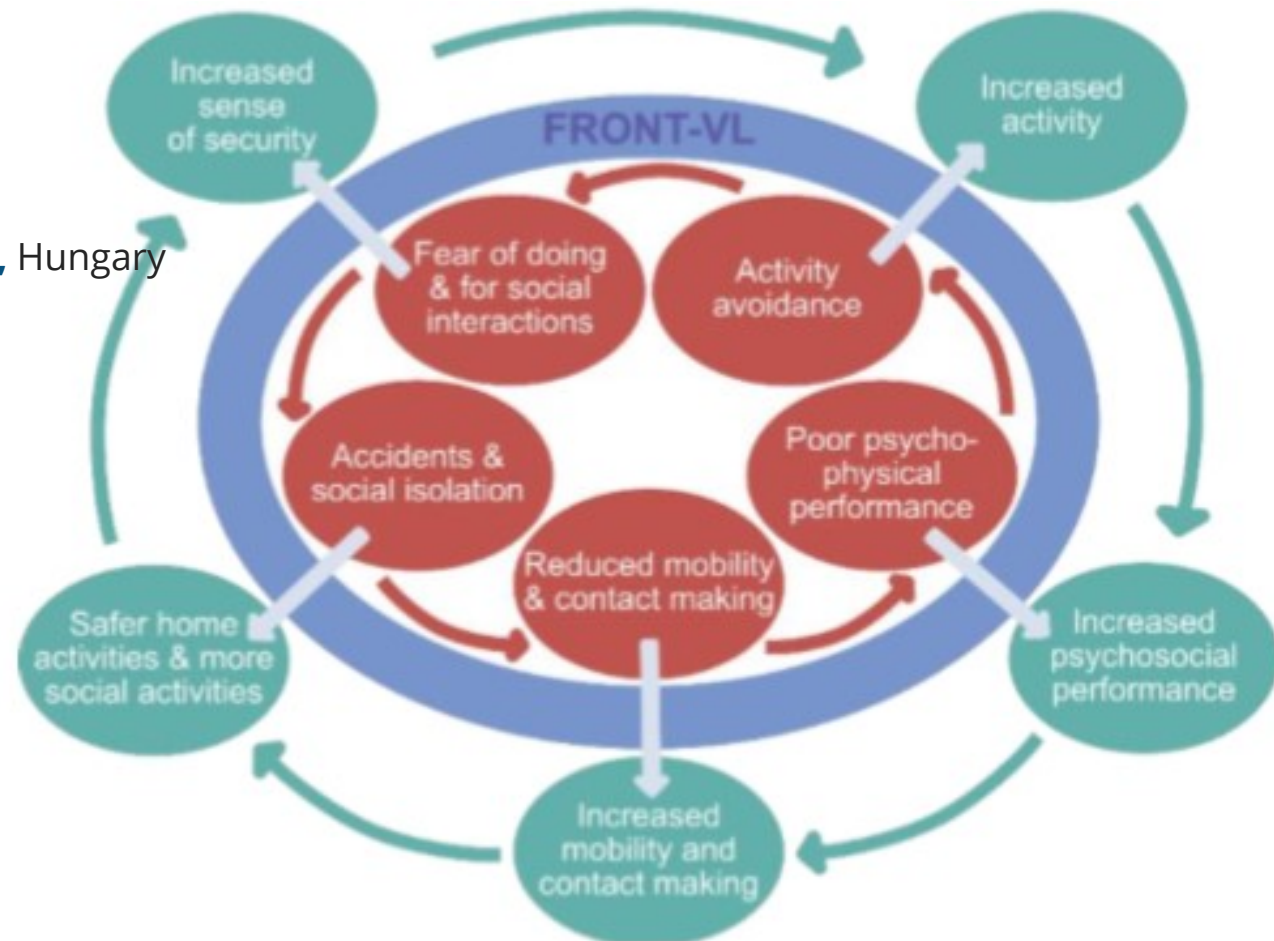 Increased
sense
of security
Increased
activity
FRONT-VL
, Hungary
Fear of doing
& for social
interactions
Activity
avoidance
Accidents &
social isolation
Poor psycho-
physical
performance
Reduced mobility
& contact making
Safer home
activities & more
social activities
Increased
psychosocial
performance
Increased
mobility and
contact making